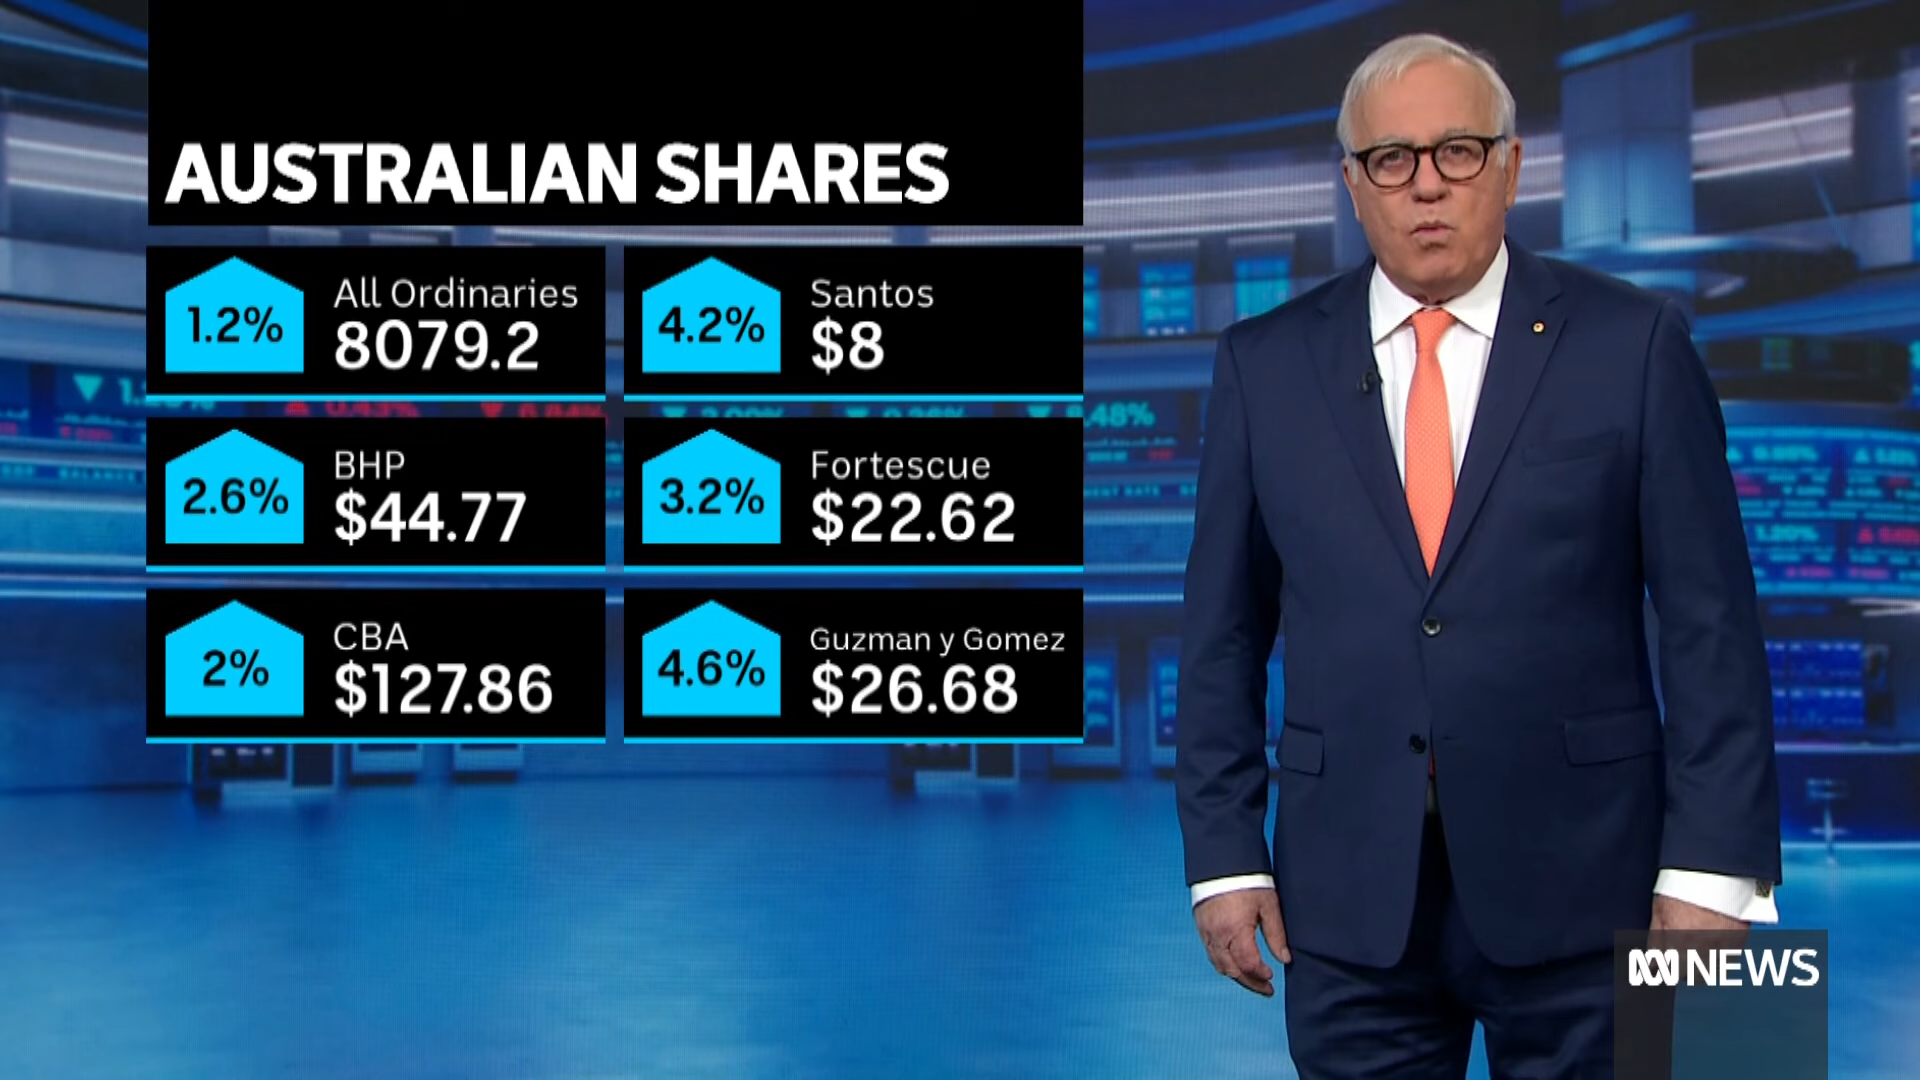 AUSTRALIAN SHARES
1.2%
All Ordinaries
8079.2
4.2%
Santos
$8
2.6%
BHP
$44.77
3.2%
Fortescue
$22.62
2%
CBA
$127.86
4.6%
Guzman y Gomez
$26.68
NEWS